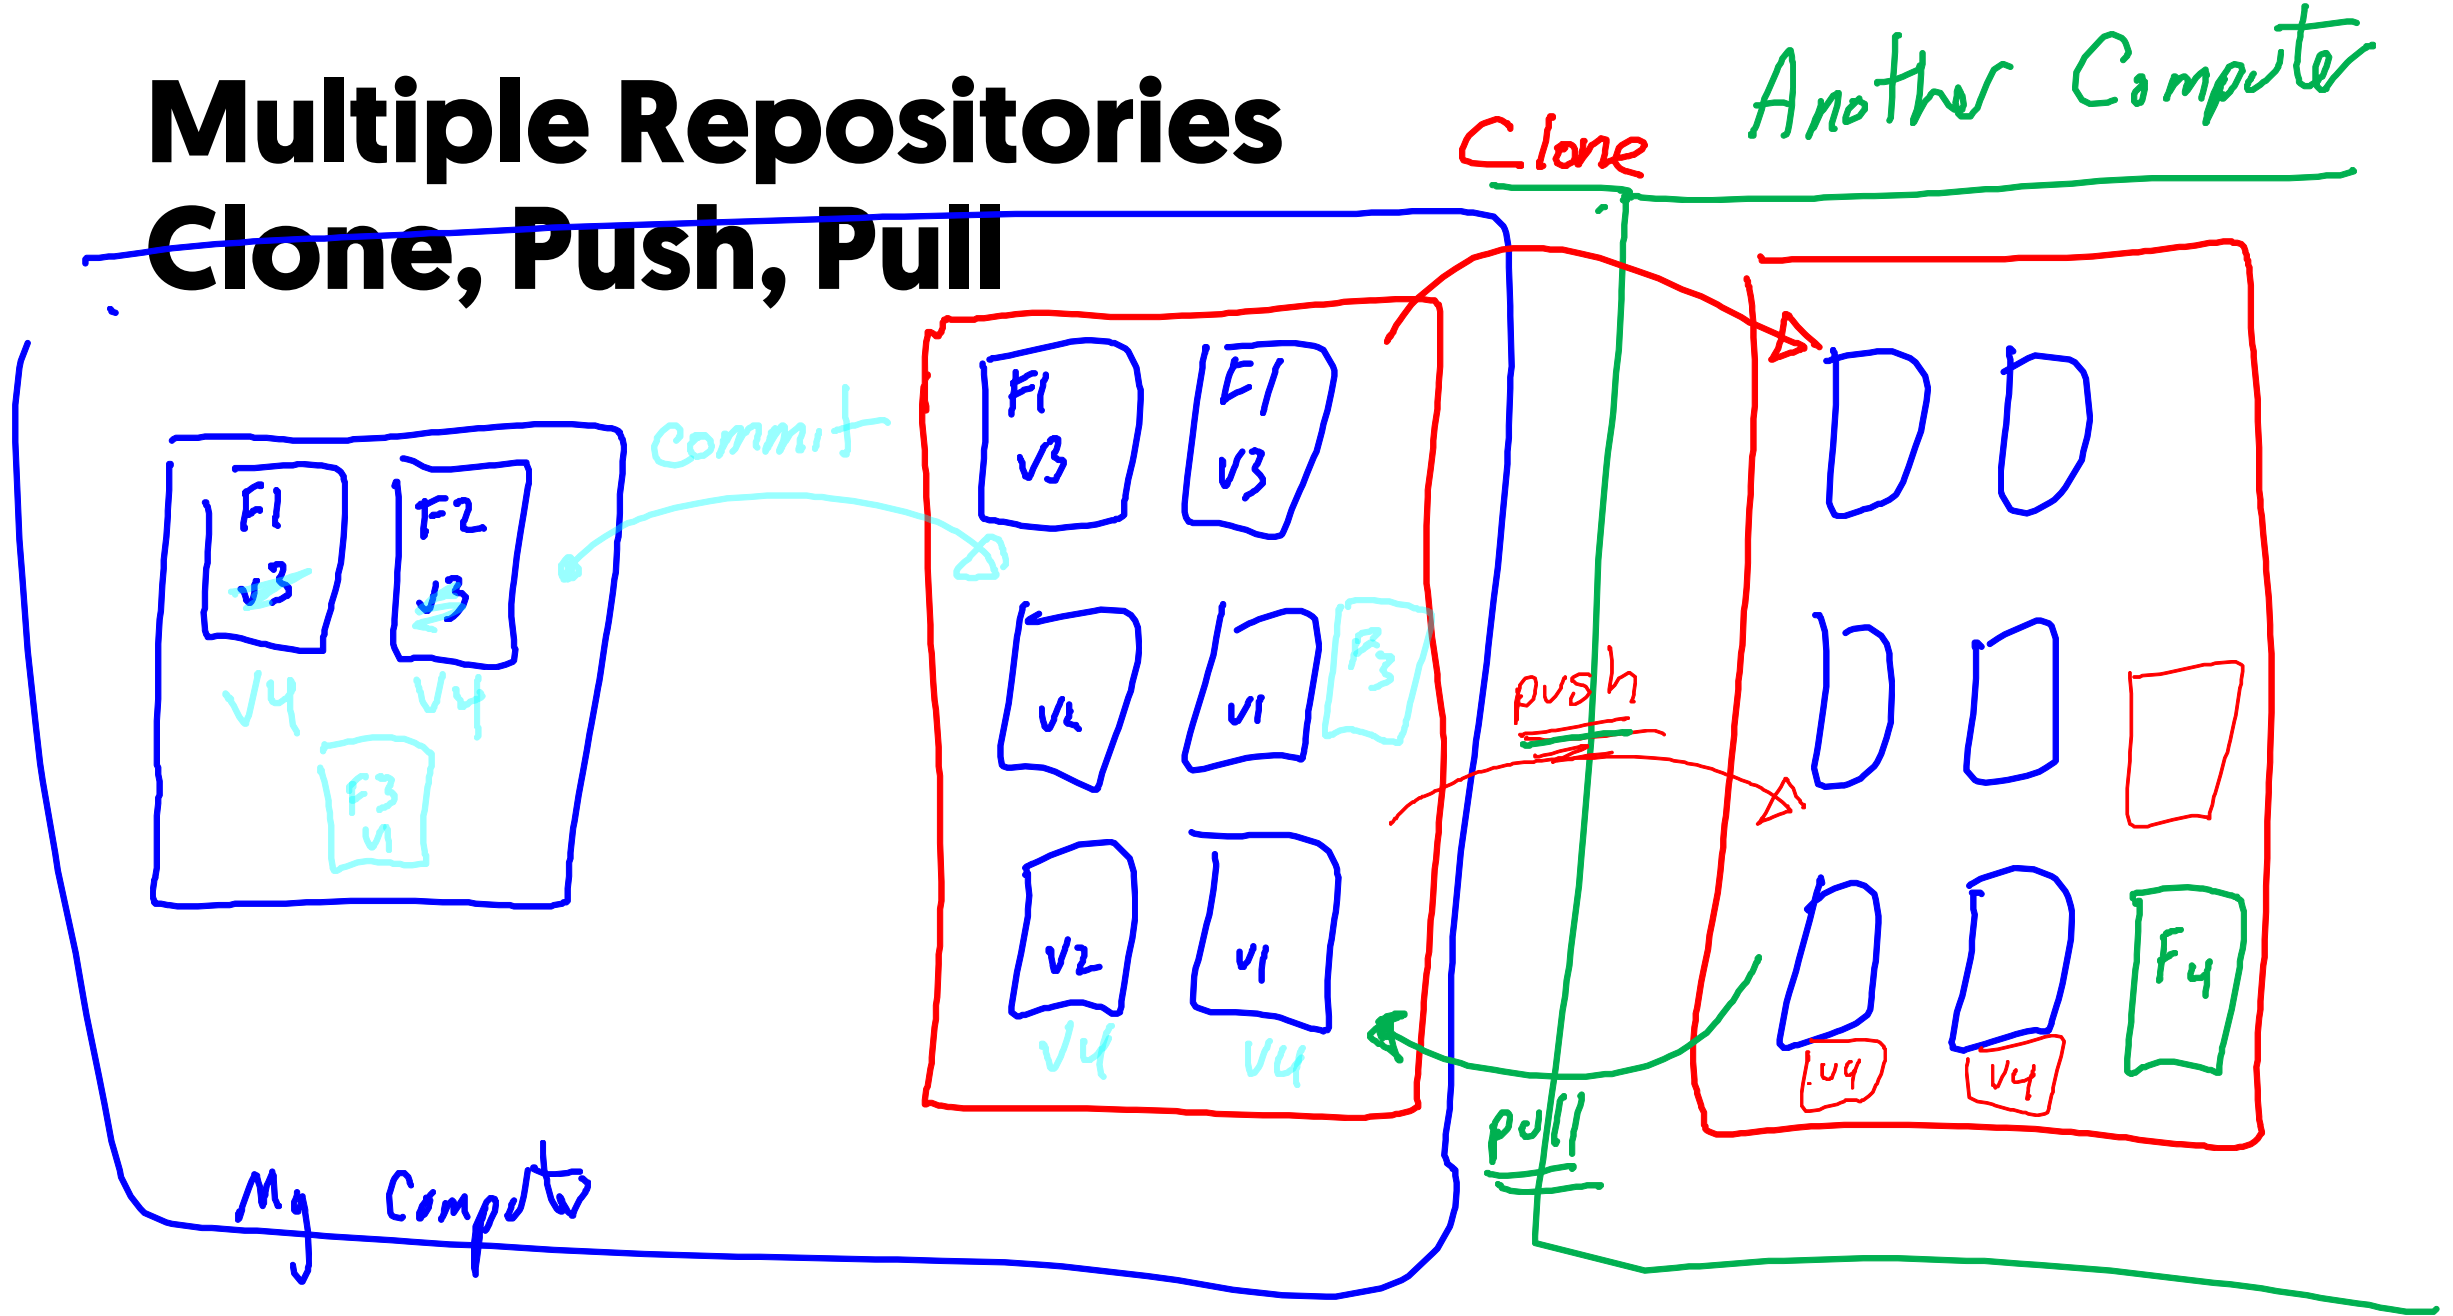 Multiple Repositories
Clone, Push, Pull
Another Computer
Clone
commit
F1
V3
F2
V3
V4
V4
F3
V1
F1
V3
F1
V3
V2
V1
F3
V2
V1
V4
V4
push
pull
F4
V4
V4
My Computer